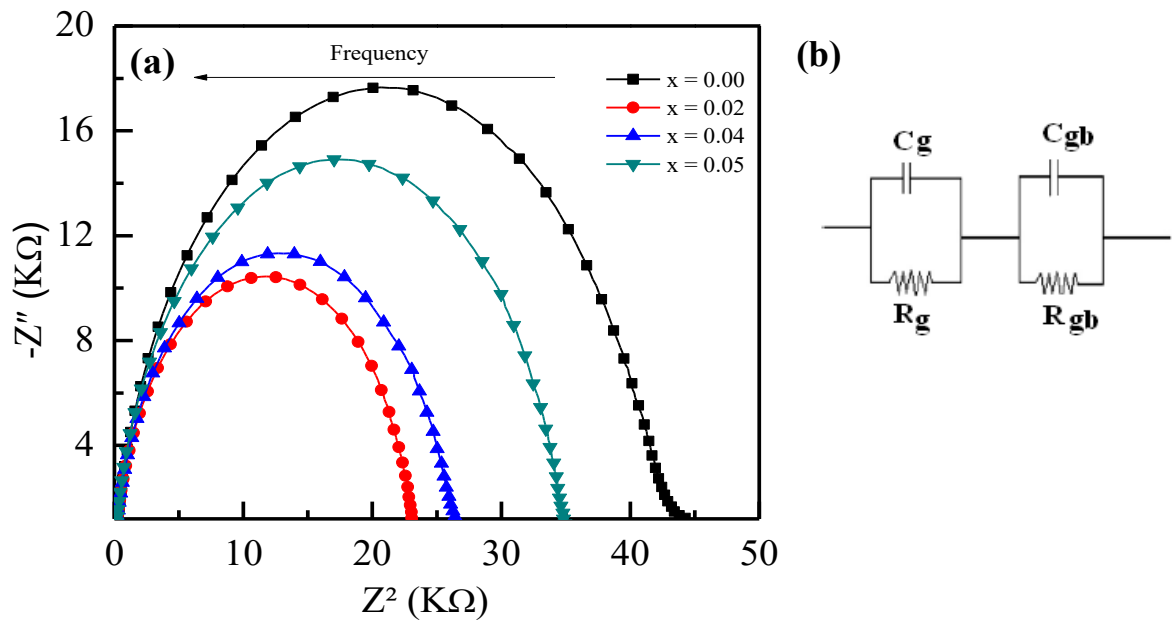 (a)
Frequency
x = 0.00
x = 0.02
x = 0.04
x = 0.05
20
16
12
8
4
-Z″ (KΩ)
0 10 20 30 40 50
Z² (KΩ)
(b)
Cg
Rg
Cgb
Rgb